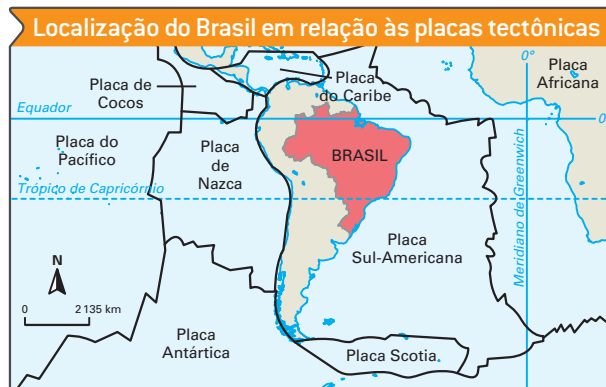 Localização do Brasil em relação às placas tectônicas
0°
Placa de
Cocos
Placa
do Caribe
Placa
Africana
Equador
0°
Placa do
Pacífico
Placa
de
Nazca
BRASIL
Trópico de Capricórnio
Meridiano de Greenwich
Placa
Sul-Americana
N
0
2 135 km
Placa
Antártica
Placa Scotia